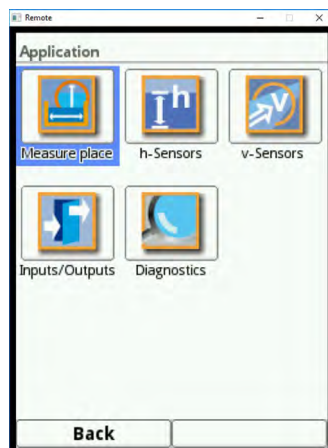 Remote
Application
h
v
Measure place h-Sensors v-Sensors
Inputs/Outputs Diagnostics
Back